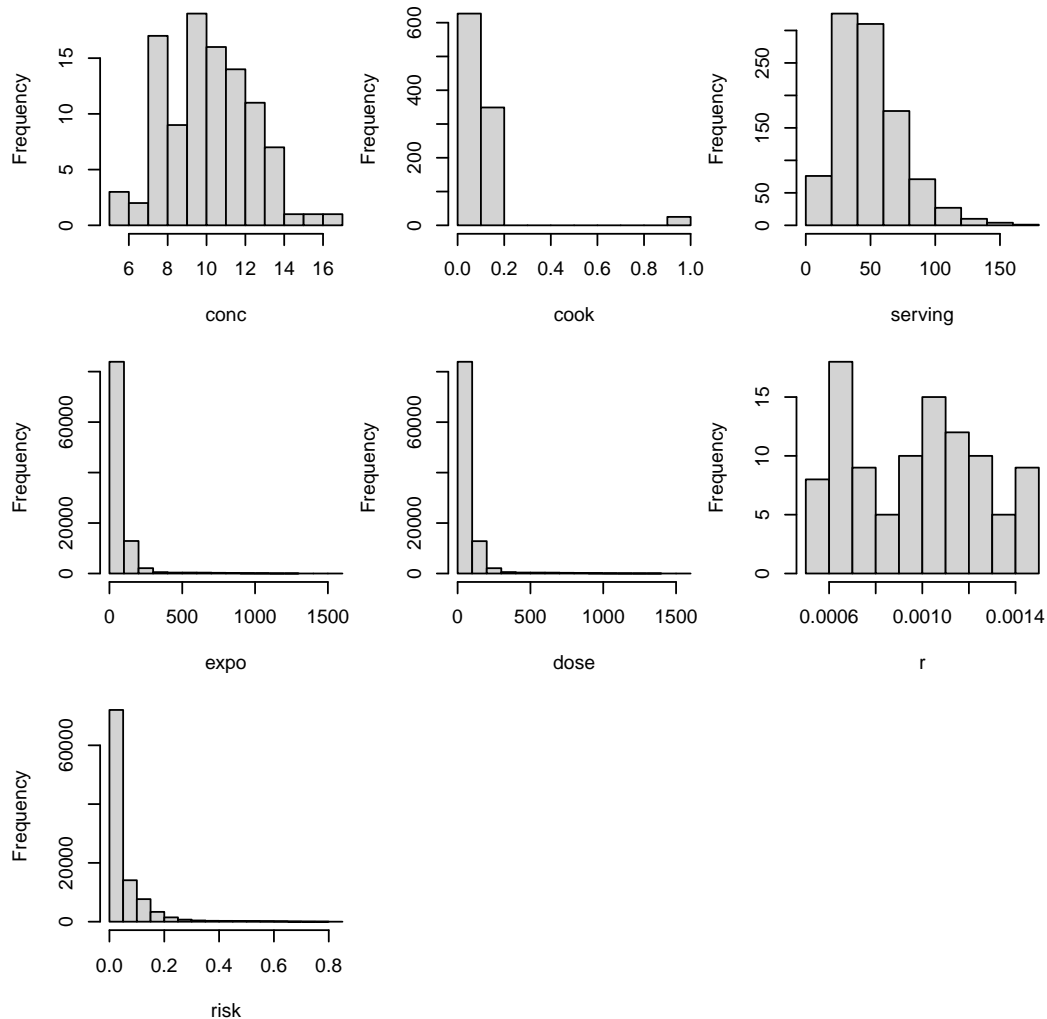 Frequency
15
10
5
0
6 8 10 12 14 16
conc
Frequency
600
400
200
0
0.0 0.2 0.4 0.6 0.8 1.0
cook
Frequency
250
150
50
0
0 50 100 150
serving
Frequency
60000
20000
0
0 500 1000 1500
expo
Frequency
60000
20000
0
0 500 1000 1500
dose
Frequency
15
10
5
0
0.0006 0.0010 0.0014
r
Frequency
60000
20000
0
0.0 0.2 0.4 0.6 0.8
risk